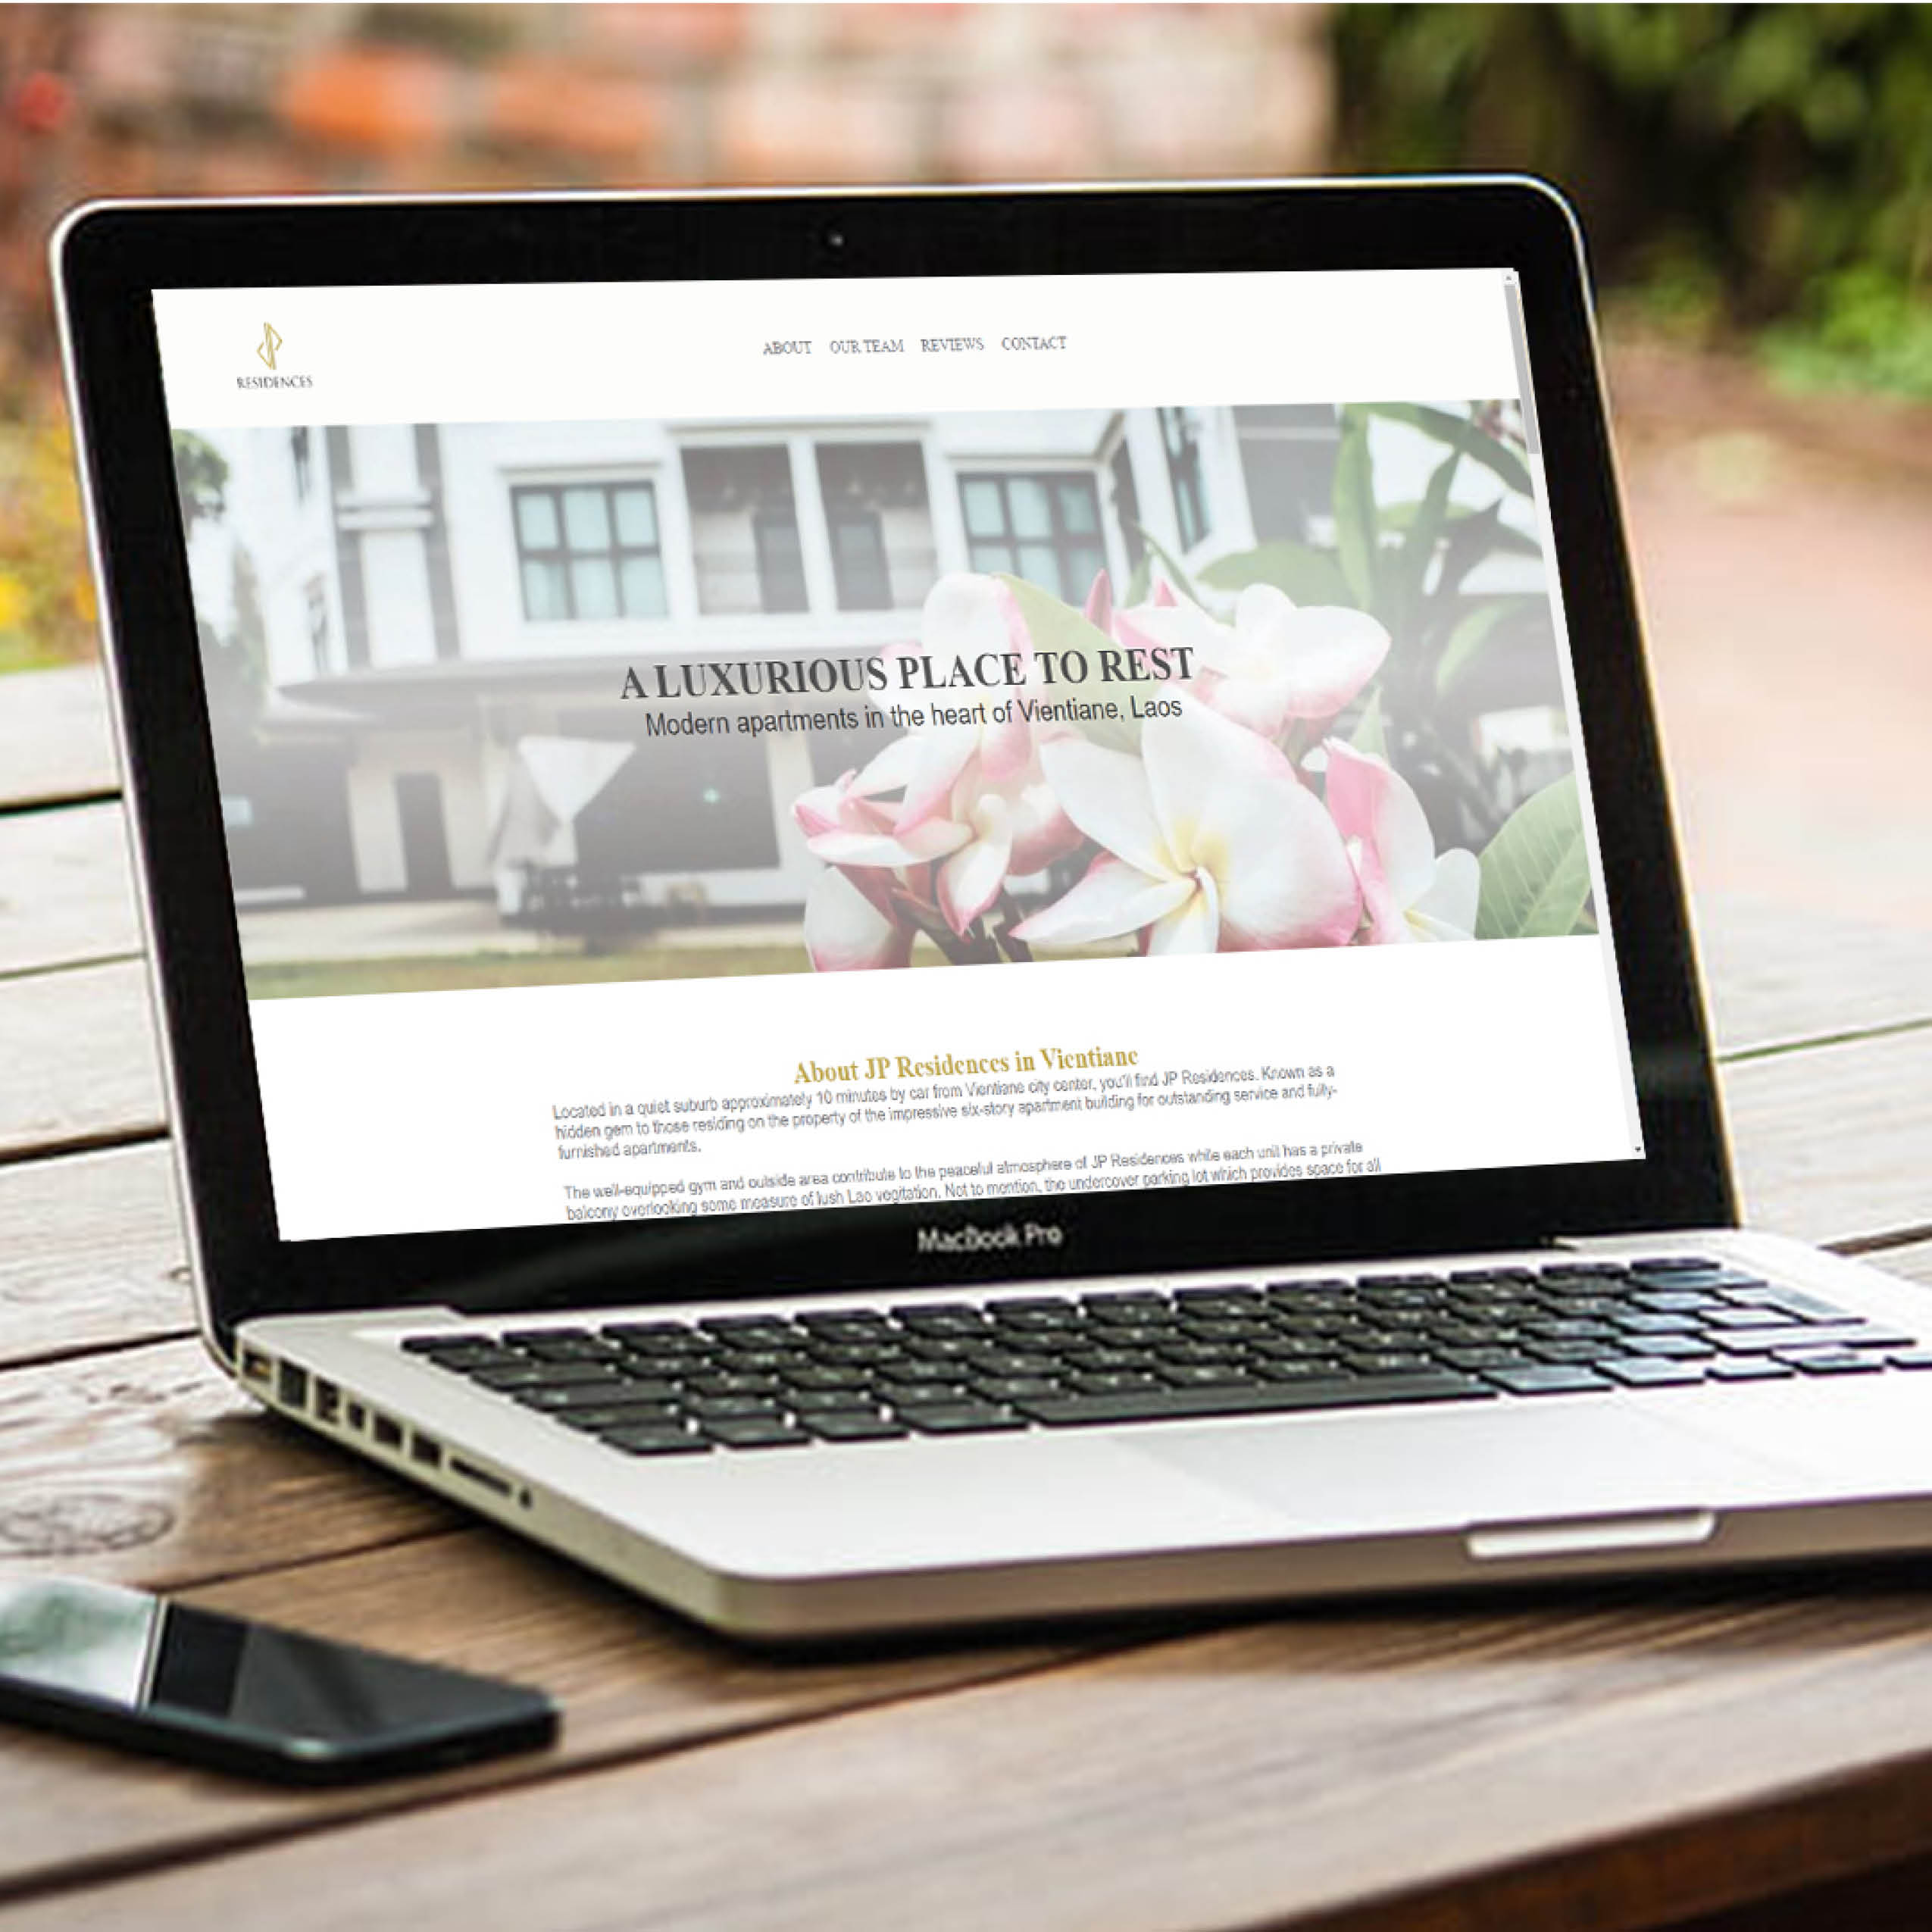 JP
RESIDENCES
ABOUT OUR TEAM REVIEWS CONTACT
A LUXURIOUS PLACE TO REST
Modern apartments in the heart of Vientiane, Laos
About JP Residences in Vientiane
Located in a quiet suburb approximately 10 minutes by car from Vientiane city center, you'll find JP Residences. Known as a
hidden gem to those residing on the property of the impressive six-story apartment building for outstanding service and fully-
furnished apartments.
The well-equipped gym and outside area contribute to the peaceful atmosphere of JP Residences while each unit has a private
balcony overlooking some measure of lush Lao vegitation. Not to mention, the undercover parking lot which provides space for all
MacBook Pro